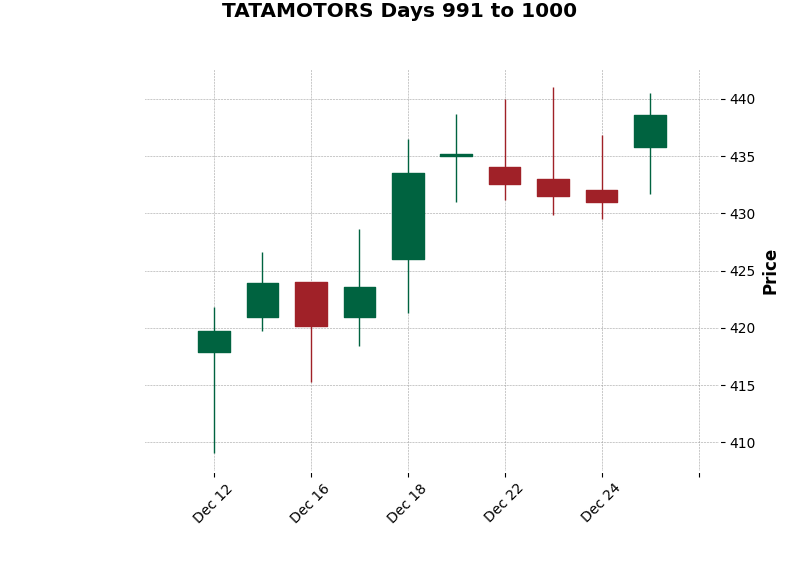 TATAMOTORS Days 991 to 1000
440
435
430
425
420
415
410
Price
Dec 12
Dec 16
Dec 18
Dec 22
Dec 24